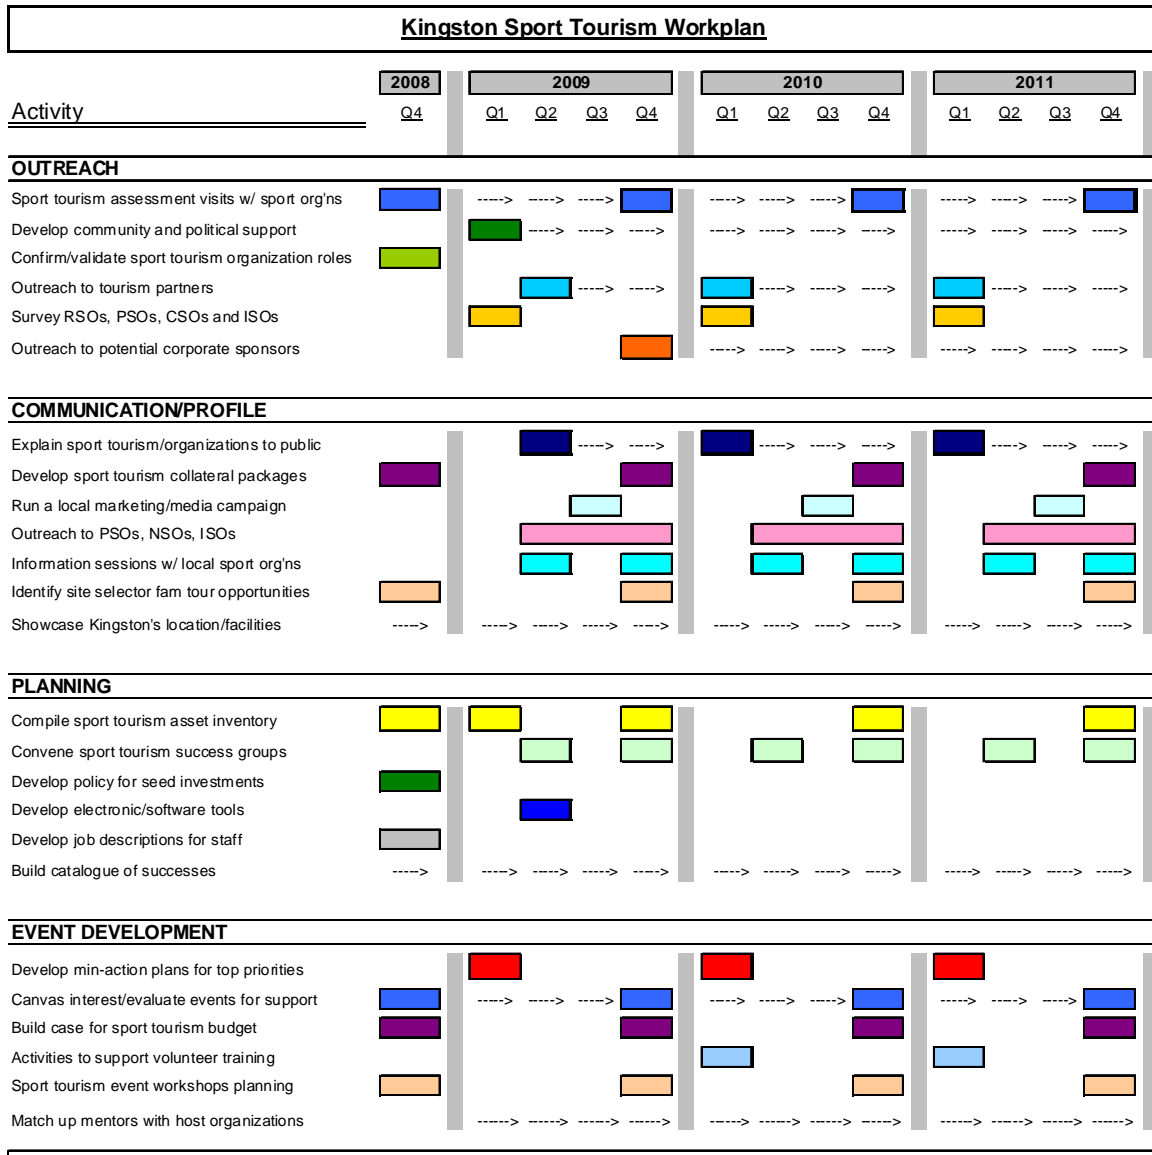 Kingston Sport Tourism Workplan
2008 2009 2010 2011
Activity Q4 Q1 Q2 Q3 Q4 Q1 Q2 Q3 Q4 Q1 Q2 Q3 Q4
OUTREACH
Sport tourism assessment visits w/ sport org'ns -----> -----> -----> -----> -----> -----> -----> -----> ----->
Develop community and political support -----> -----> -----> -----> -----> -----> -----> -----> -----> -----> ----->
Confirm/validate sport tourism organization roles
Outreach to tourism partners -----> -----> -----> -----> -----> -----> -----> ----->
Survey RSOs, PSOs, CSOs and ISOs
Outreach to potential corporate sponsors -----> -----> -----> -----> -----> -----> -----> ----->
COMMUNICATION/PROFILE
Explain sport tourism/organizations to public -----> -----> -----> -----> -----> -----> -----> ----->
Develop sport tourism collateral packages
Run a local marketing/media campaign
Outreach to PSOs, NSOs, ISOs
Information sessions w/ local sport org'ns
Identify site selector fam tour opportunities
Showcase Kingston's location/facilities -----> -----> -----> -----> -----> -----> -----> -----> -----> -----> -----> -----> ----->
PLANNING
Compile sport tourism asset inventory
Convene sport tourism success groups
Develop policy for seed investments
Develop electronic/software tools
Develop job descriptions for staff
Build catalogue of successes -----> -----> -----> -----> -----> -----> -----> -----> -----> -----> -----> -----> ----->
EVENT DEVELOPMENT
Develop min-action plans for top priorities
Canvas interest/evaluate events for support -----> -----> -----> -----> -----> -----> -----> -----> ----->
Build case for sport tourism budget
Activities to support volunteer training
Sport tourism event workshops planning
Match up mentors with host organizations ------> ------> ------> ------> ------> ------> ------> ------> ------> ------> ------> ------>